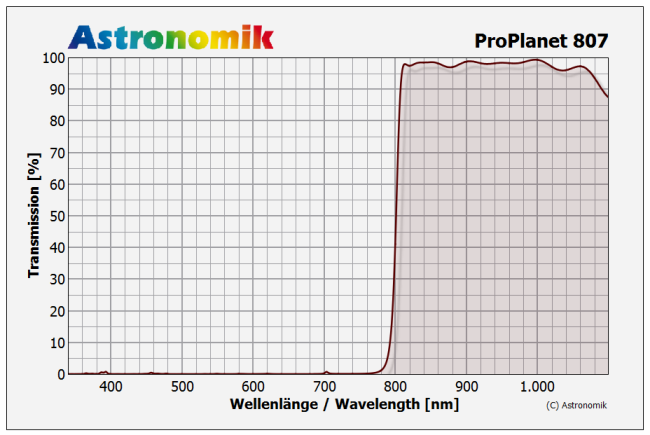 Astronomik
ProPlanet 807
Transmission [%]
100
90
80
70
60
50
40
30
20
10
0
400 500 600 700 800 900 1.000
Wellenlänge / Wavelength [nm]
(C) Astronomik